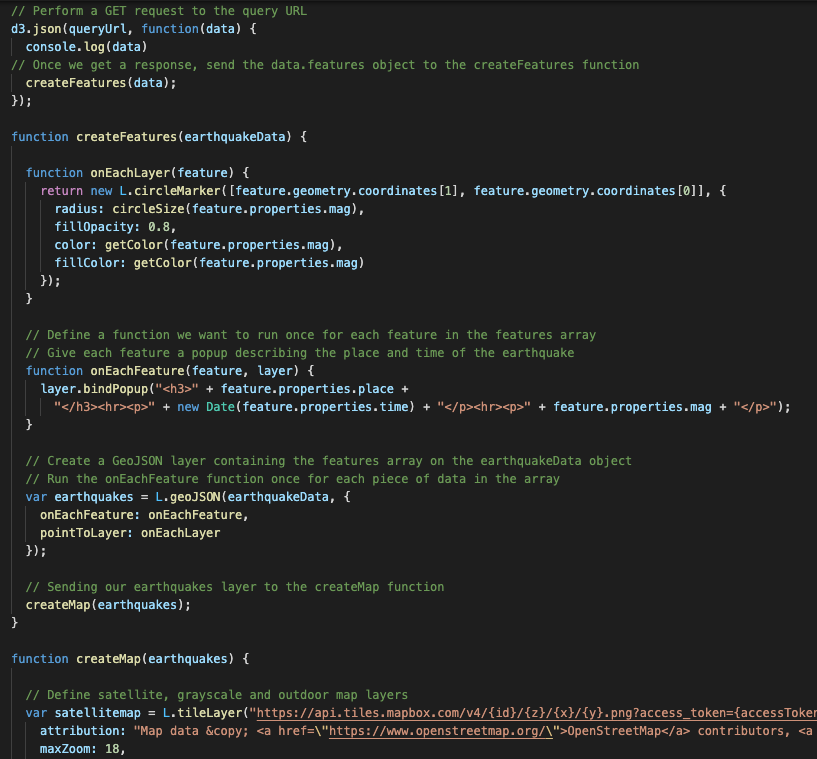 // Perform a GET request to the query URL
d3.json(queryUrl, function(data) {
console.log(data)
// Once we get a response, send the data.features object to the createFeatures function
createFeatures(data);
});
function createFeatures(earthquakeData) {
function onEachLayer(feature) {
return new L.circleMarker([feature.geometry.coordinates[1], feature.geometry.coordinates[0]], {
radius: circleSize(feature.properties.mag),
fillOpacity: 0.8,
color: getColor(feature.properties.mag),
fillColor: getColor(feature.properties.mag)
});
}
// Define a function we want to run once for each feature in the features array
// Give each feature a popup describing the place and time of the earthquake
function onEachFeature(feature, layer) {
layer.bindPopup("<h3>" + feature.properties.place +
"</h3><hr><p>" + new Date(feature.properties.time) + "</p><hr><p>" + feature.properties.mag + "</p>");
}
// Create a GeoJSON layer containing the features array on the earthquakeData object
// Run the onEachFeature function once for each piece of data in the array
var earthquakes = L.geoJSON(earthquakeData, {
onEachFeature: onEachFeature,
pointToLayer: onEachLayer
});
// Sending our earthquakes layer to the createMap function
createMap(earthquakes);
}
function createMap(earthquakes) {
// Define satellite, grayscale and outdoor map layers
var satellitemap = L.tileLayer("https://api.tiles.mapbox.com/v4/{id}/{z}/{x}/{y}.png?access_token={accessToken
attribution: "Map data &copy; <a href=\"https://www.openstreetmap.org/\">OpenStreetMap</a> contributors, <a
maxZoom: 18,